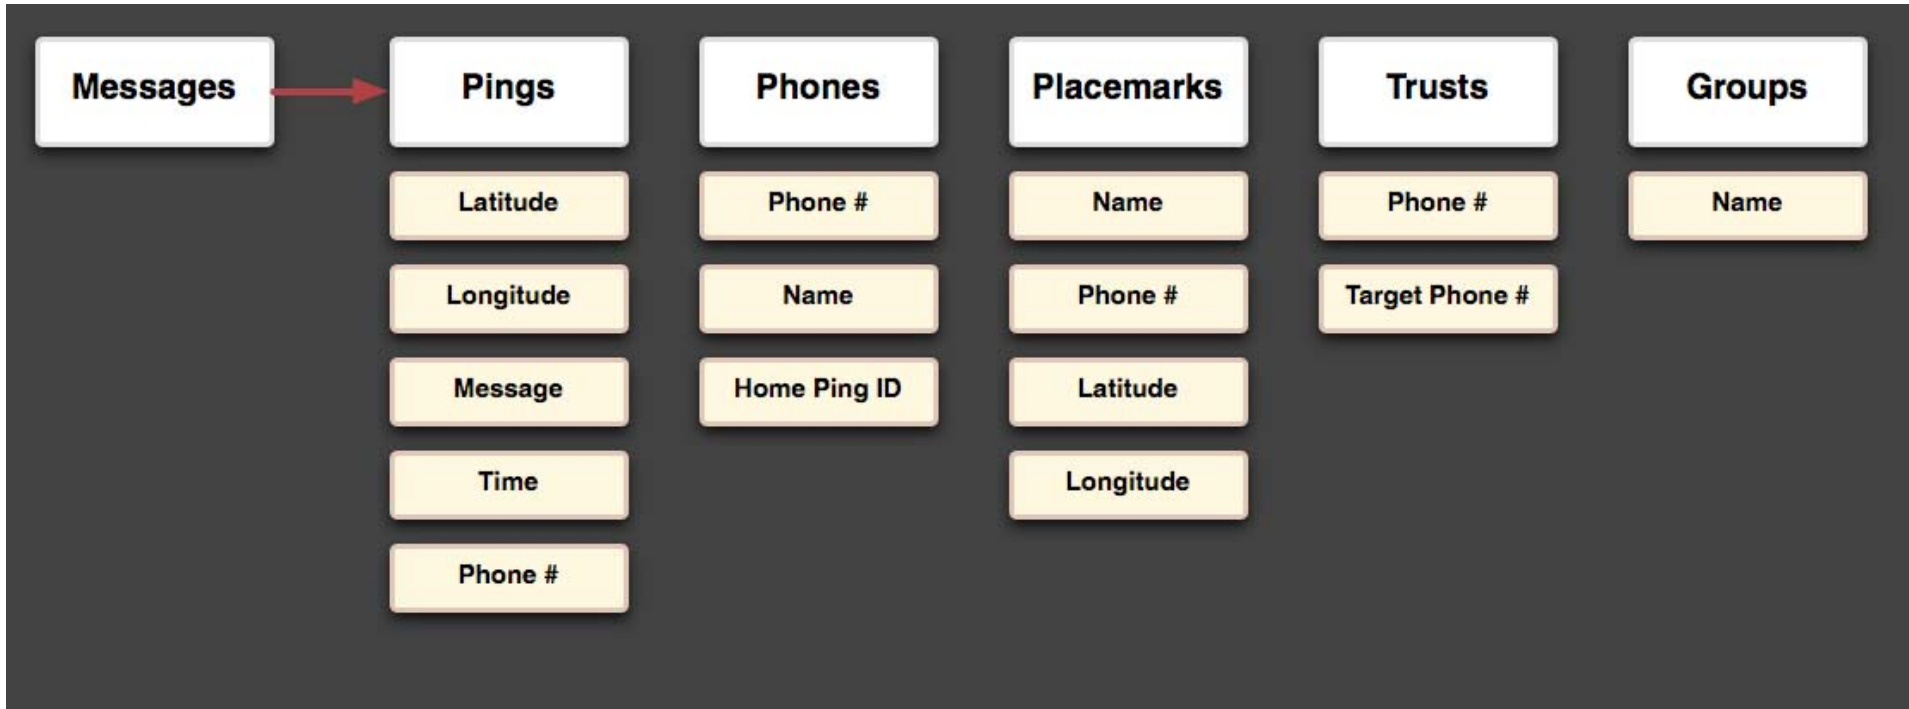 Messages
Pings
Phones
Placemarks
Trusts
Groups
Latitude
Phone #
Name
Phone #
Name
Longitude
Name
Phone #
Target Phone #
Message
Home Ping ID
Latitude
Time
Longitude
Phone #